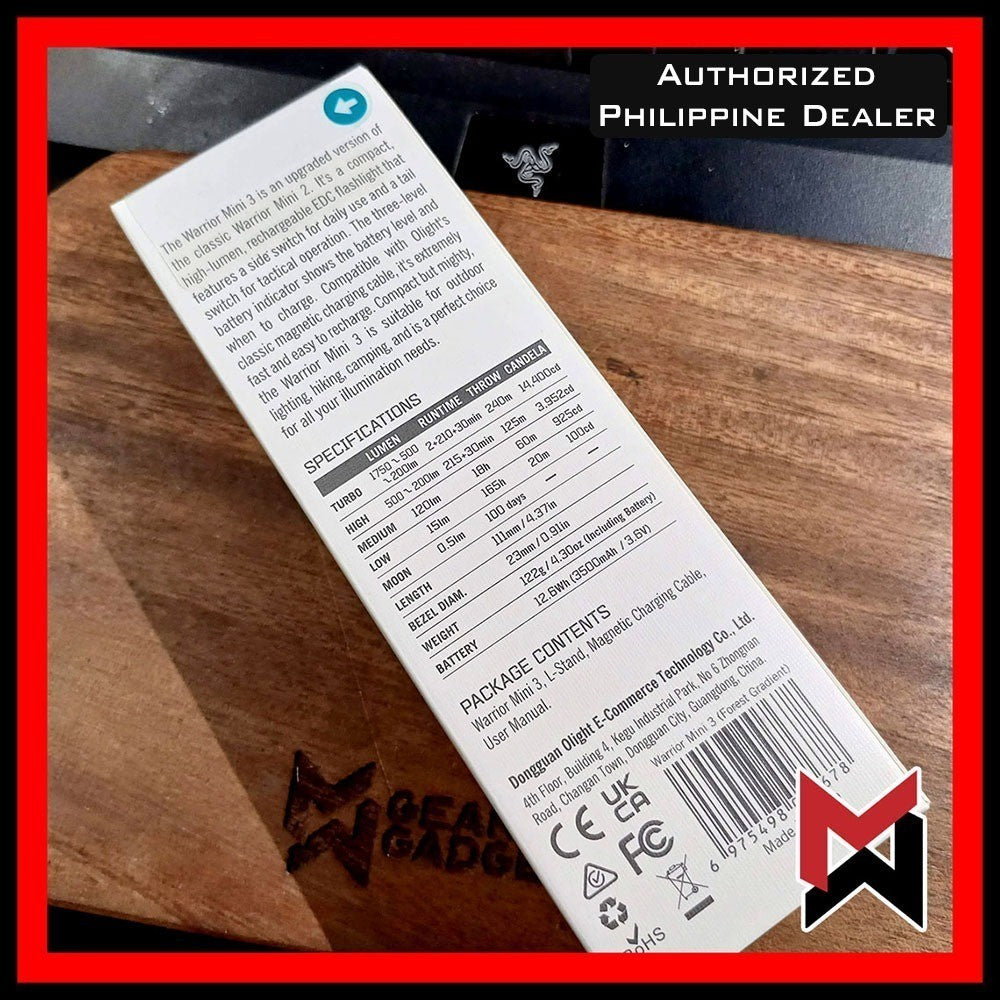 AUTHORIZED
PHILIPPINE DEALER
The Warrior Mini 3 is an upgraded version of
the classic Warrior Mini 2. It's a compact,
high-lumen, rechargeable EDC flashlight that
features a side switch for daily use and a tail
switch for tactical operation. The three-level
battery indicator shows the battery level and
when to charge. Compatible with Olight's
classic magnetic charging cable, it's extremely
fast and easy to recharge. Compact but mighty,
the Warrior Mini 3 is suitable for outdoor
lighting, hiking, camping, and is a perfect choice
for all your illumination needs.
SPECIFICATIONS
LUMEN RUNTIME THROW CANDELA
TURBO 1750~500~200lm 2+210+30min 240m 14,400cd
HIGH 500~200lm 215+30min 125m 3,952cd
MEDIUM 120lm 18h 60m 925cd
LOW 15lm 165h 20m 100cd
MOON 0.5lm 100 days — —
LENGTH 111mm / 4.37in
BEZEL DIAM. 23mm / 0.91in
WEIGHT 122g / 4.30oz (Including Battery)
BATTERY 12.6Wh (3500mAh / 3.6V)
PACKAGE CONTENTS
Warrior Mini 3, L-Stand, Magnetic Charging Cable,
User Manual.
Dongguan Olight E-Commerce Technology Co., Ltd.
4th Floor, Building 4, Kegu Industrial Park, No 6 Zhongnan
Road, Changan Town, Dongguan City, Guangdong, China.
Warrior Mini 3 (Forest Gradient)
CE UK
CA
FC
6 975498 678
Made
RoHS
GEAR
GADGE